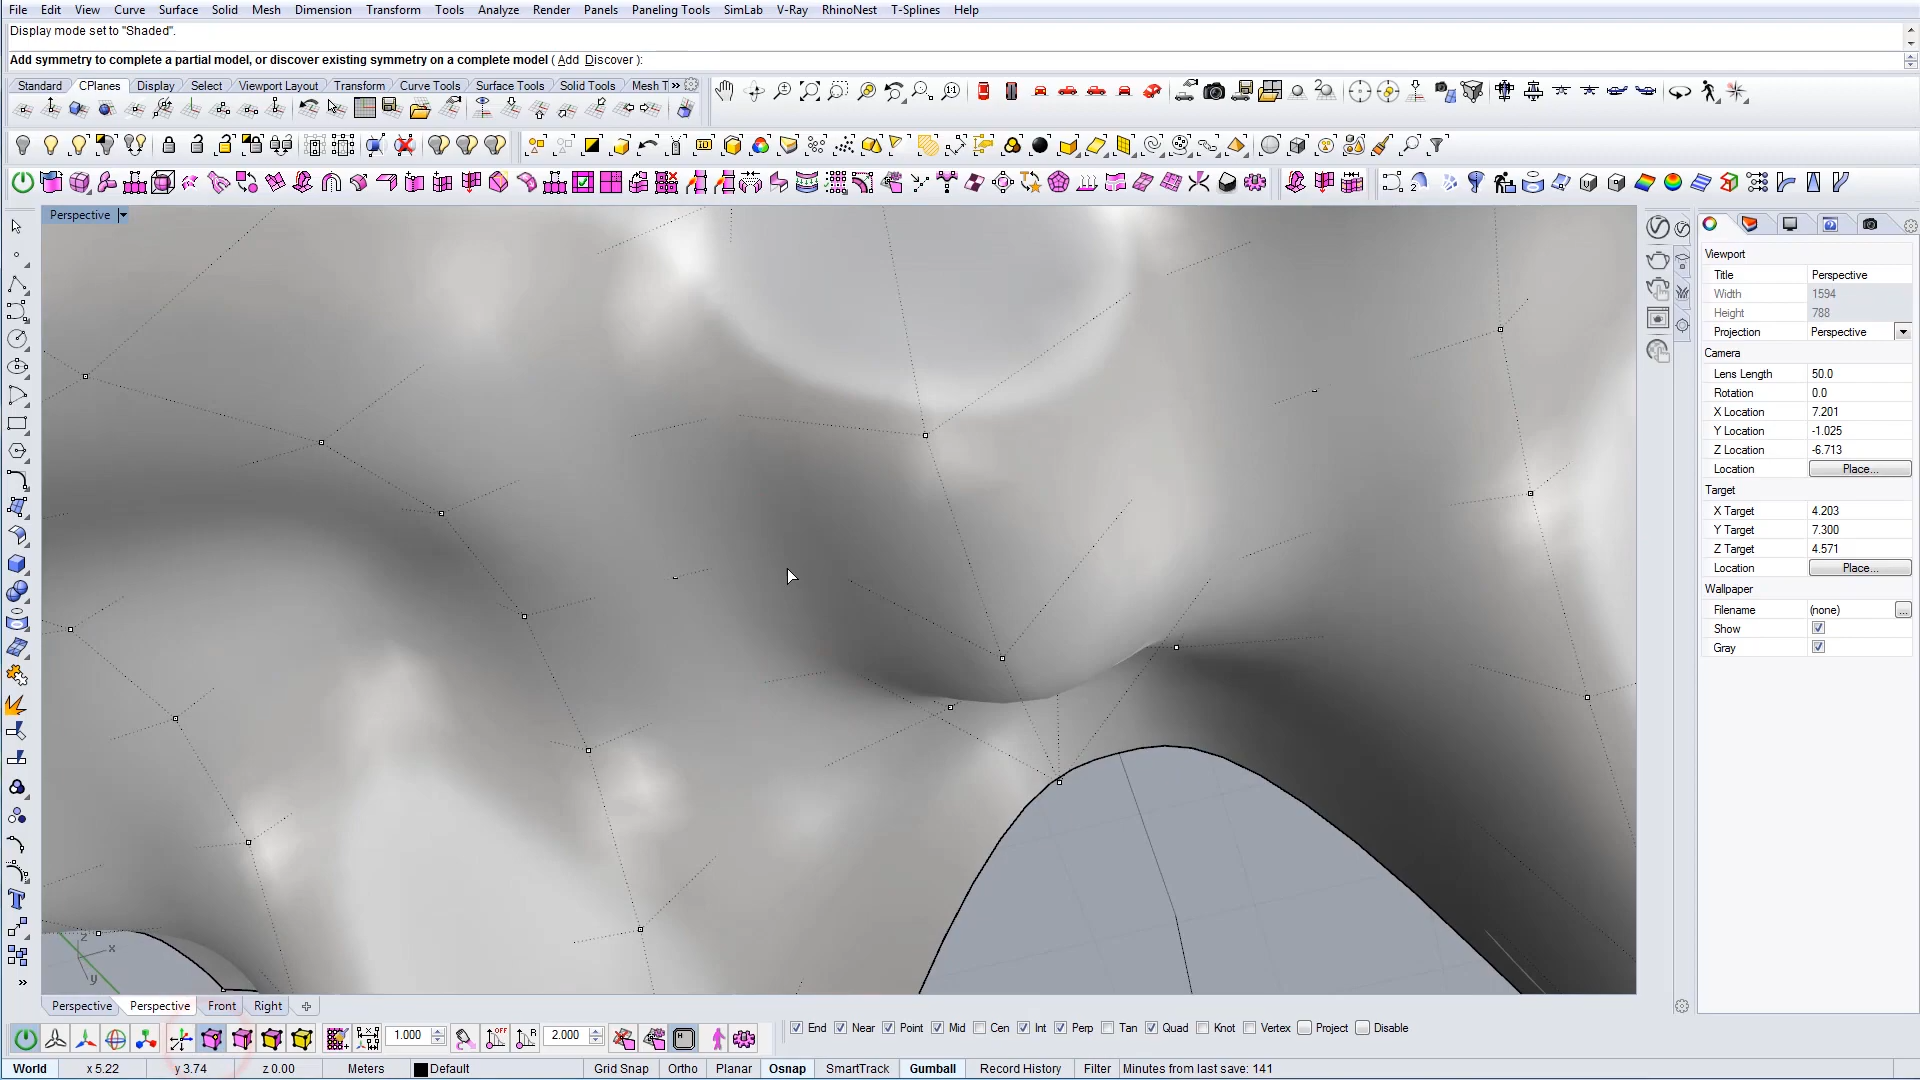 File Edit View Curve Surface Solid Mesh Dimension Transform Tools Analyze Render Panels Paneling Tools SimLab V-Ray RhinoNest T-Splines Help
Display mode set to "Shaded".
Add symmetry to complete a partial model, or discover existing symmetry on a complete model ( Add Discover ):
Standard CPlanes Display Select Viewport Layout Transform Curve Tools Surface Tools Solid Tools Mesh T »
Perspective
Viewport
Title Perspective
Width 1594
Height 788
Projection Perspective
Camera
Lens Length 50.0
Rotation 0.0
X Location 7.201
Y Location -1.025
Z Location -6.713
Location Place...
Target
X Target 4.203
Y Target 7.300
Z Target 4.571
Location Place...
Wallpaper
Filename (none) ...
Show
Gray
z
x
y
Perspective Perspective Front Right
1.000 2.000 End Near Point Mid Cen Int Perp Tan Quad Knot Vertex Project Disable
World x 5.22 y 3.74 z 0.00 Meters Default Grid Snap Ortho Planar Osnap SmartTrack Gumball Record History Filter Minutes from last save: 141